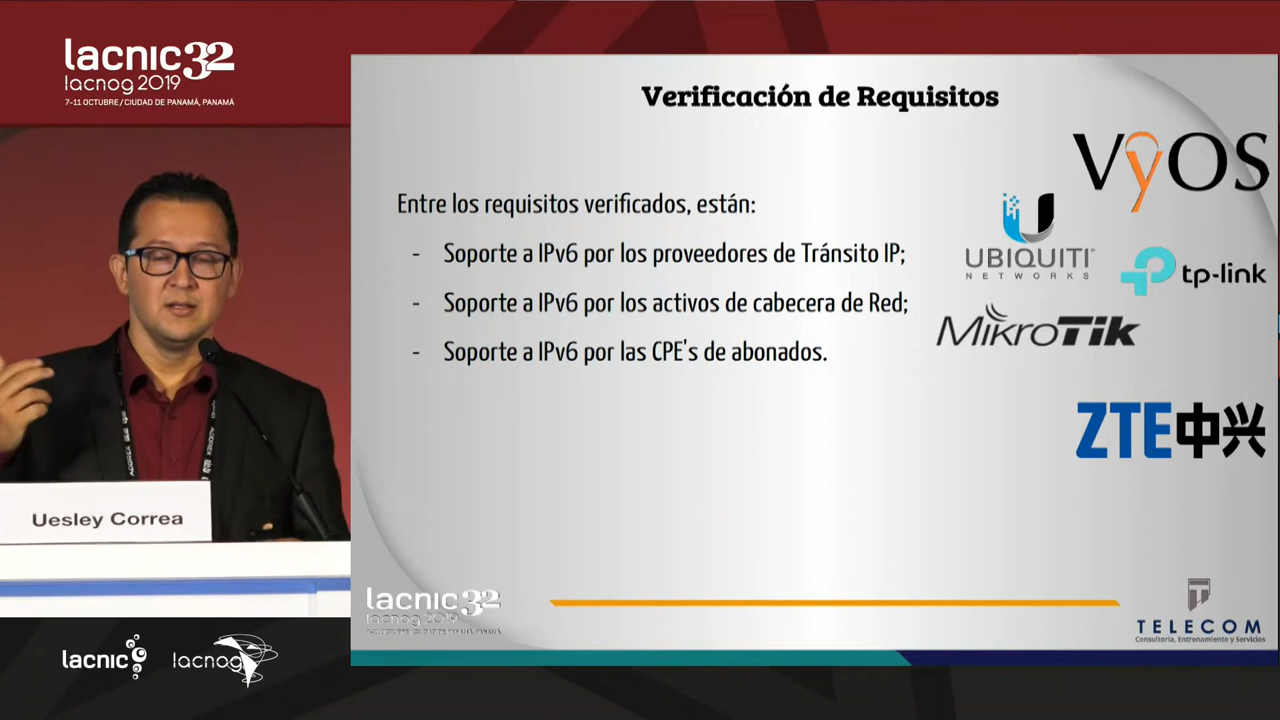 lacnic32
lacnog 2019
7-11 OCTUBRE / CIUDAD DE PANAMÁ, PANAMÁ
Verificación de Requisitos
VyOS
Entre los requisitos verificados, están:
UBIQUITI
NETWORKS
- Soporte a IPv6 por los proveedores de Tránsito IP;
tp-link
- Soporte a IPv6 por los activos de cabecera de Red;
MikroTik
- Soporte a IPv6 por las CPE's de abonados.
ZTE中兴
Uesley Correa
lacnic32
lacnog 2019
TELECOM
Consultoria, Entrenamiento y Servicios
lacnic
lacnog